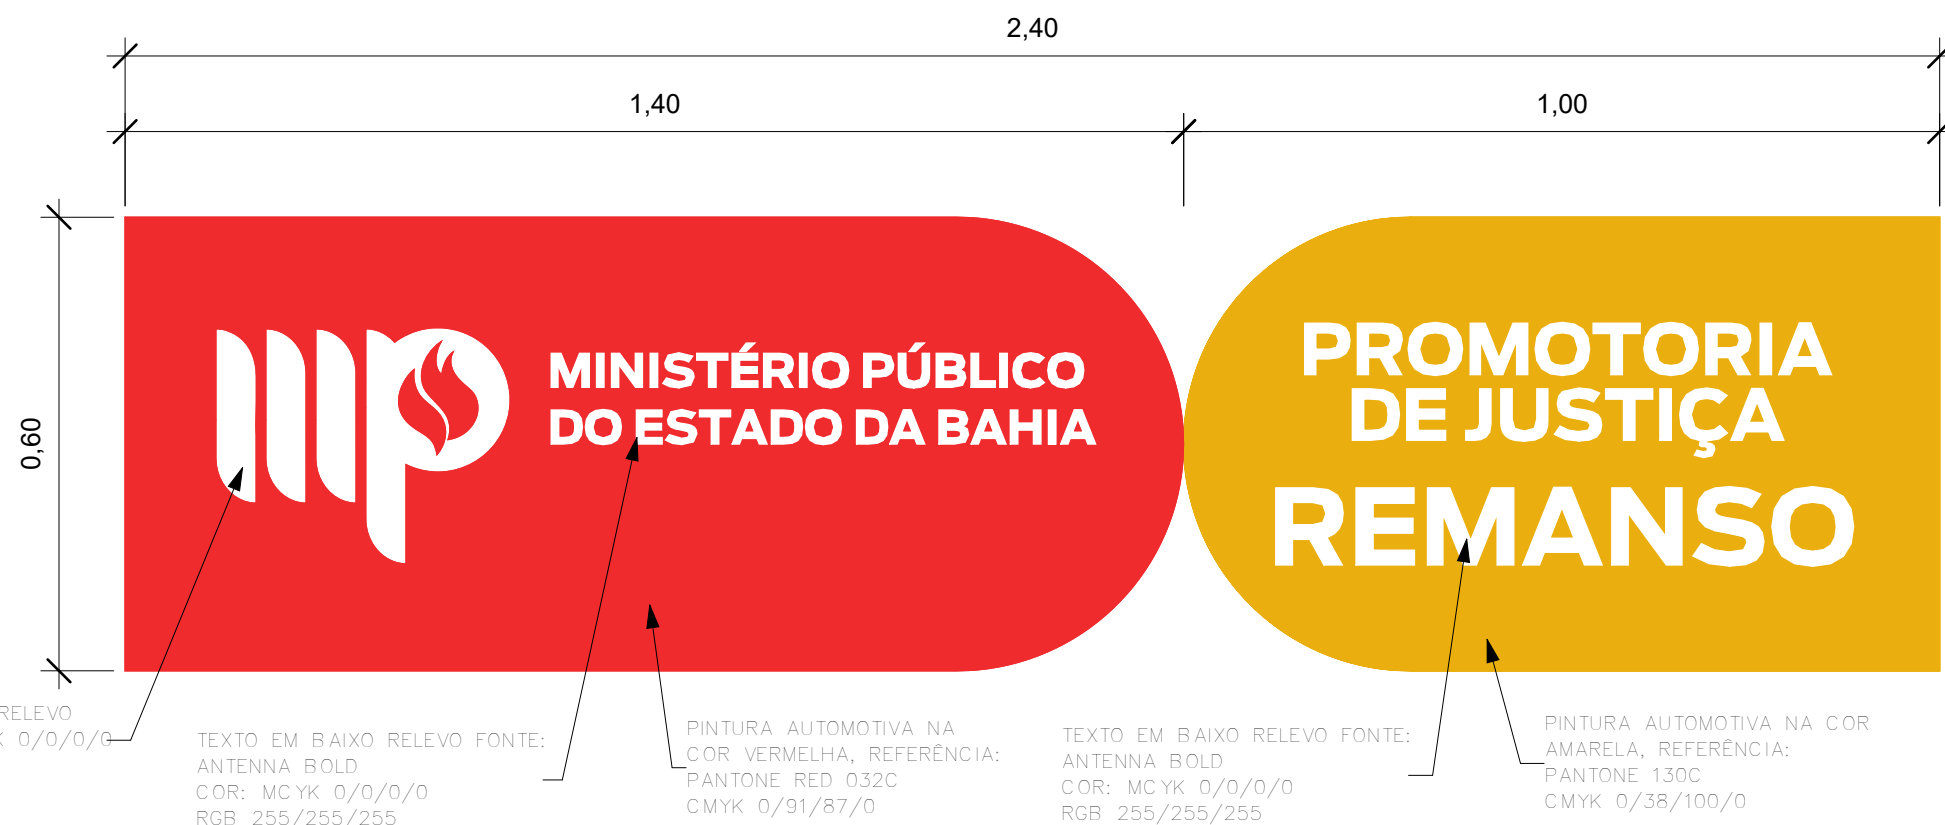 2,40
1,40
1,00
0,60
mp
MINISTÉRIO PÚBLICO
DO ESTADO DA BAHIA
PROMOTORIA
DE JUSTIÇA
REMANSO
RELEVO
0/0/0/0
TEXTO EM BAIXO RELEVO FONTE:
ANTENNA BOLD
COR: MCYK 0/0/0/0
RGB 255/255/255
PINTURA AUTOMOTIVA NA
COR VERMELHA, REFERÊNCIA:
PANTONE RED 032C
CMYK 0/91/87/0
TEXTO EM BAIXO RELEVO FONTE:
ANTENNA BOLD
COR: MCYK 0/0/0/0
RGB 255/255/255
PINTURA AUTOMOTIVA NA COR
AMARELA, REFERÊNCIA:
PANTONE 130C
CMYK 0/38/100/0